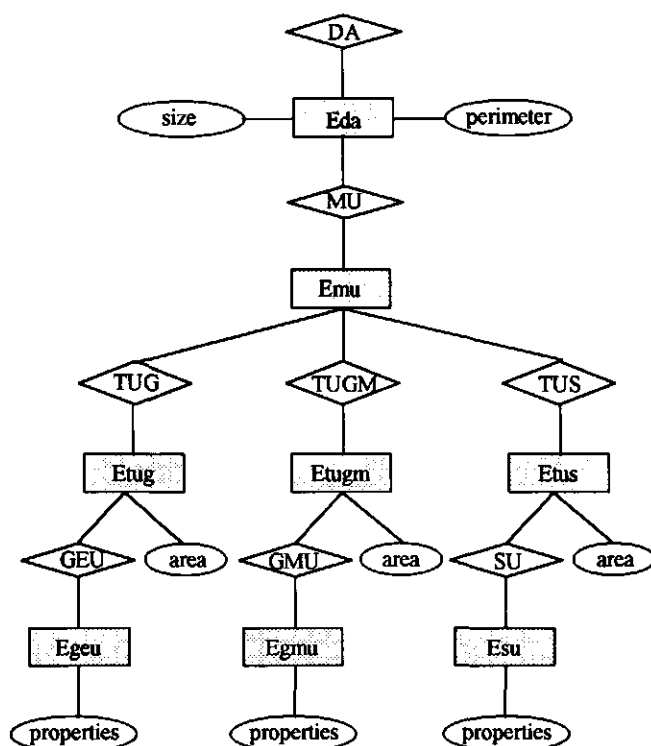 DA
size
Eda
perimeter
MU
Emu
TUG
TUGM
TUS
Etug
Etugm
Etus
GEU
area
GMU
area
SU
area
Egeu
Egmu
Esu
properties
properties
properties